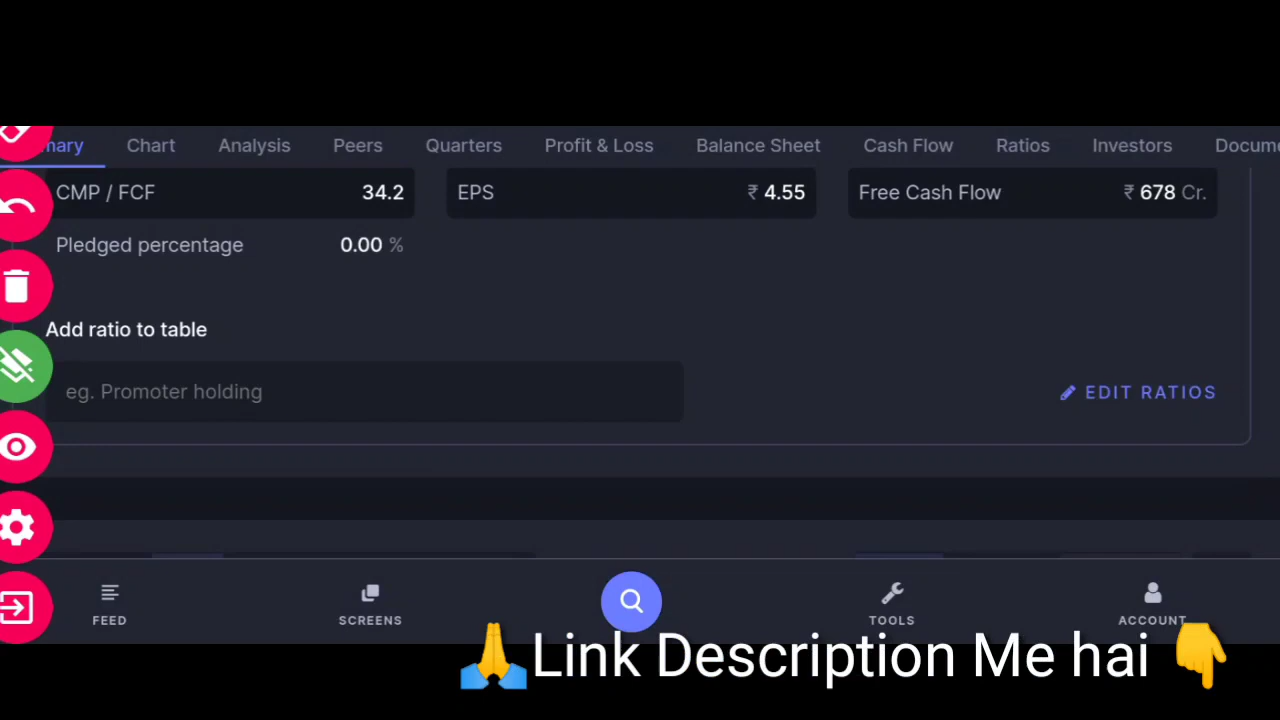 mary Chart Analysis Peers Quarters Profit & Loss Balance Sheet Cash Flow Ratios Investors Docume
CMP / FCF 34.2 EPS ₹ 4.55 Free Cash Flow ₹ 678 Cr.
Pledged percentage 0.00 %
Add ratio to table
eg. Promoter holding EDIT RATIOS
FEED SCREENS TOOLS ACCOUNT
🙏Link Description Me hai 👇